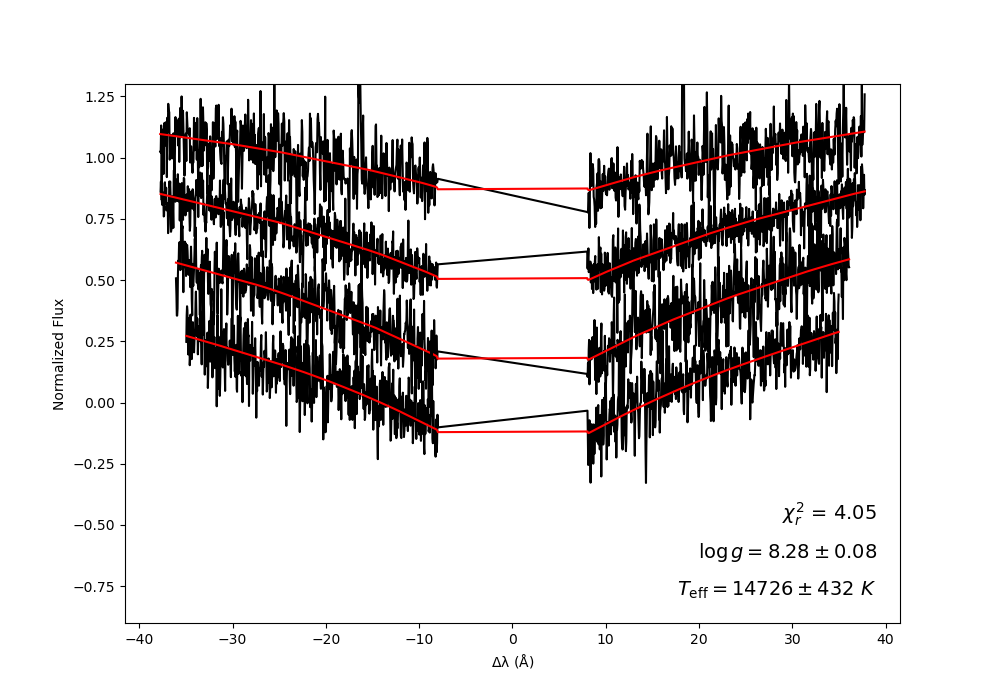 1.25
1.00
0.75
0.50
0.25
0.00
−0.25
−0.50
−0.75
Normalized Flux
χ²ᵣ = 4.05
log g = 8.28 ± 0.08
T_eff = 14726 ± 432 K
−40 −30 −20 −10 0 10 20 30 40
Δλ (Å)